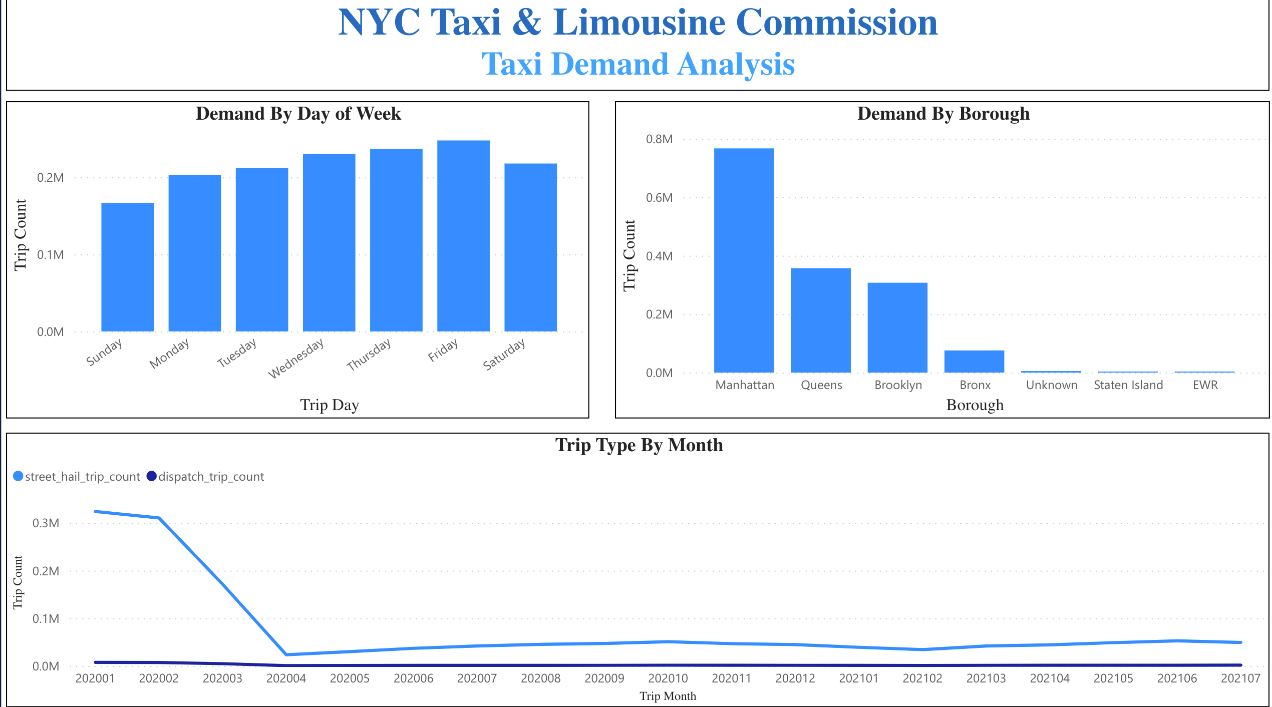 NYC Taxi & Limousine Commission
Taxi Demand Analysis
Demand By Day of Week
Trip Count
0.2M
0.1M
0.0M
Sunday Monday Tuesday Wednesday Thursday Friday Saturday
Trip Day
Demand By Borough
Trip Count
0.8M
0.6M
0.4M
0.2M
0.0M
Manhattan Queens Brooklyn Bronx Unknown Staten Island EWR
Borough
Trip Type By Month
street_hail_trip_count dispatch_trip_count
Trip Count
0.3M
0.2M
0.1M
0.0M
202001 202002 202003 202004 202005 202006 202007 202008 202009 202010 202011 202012 202101 202102 202103 202104 202105 202106 202107
Trip Month